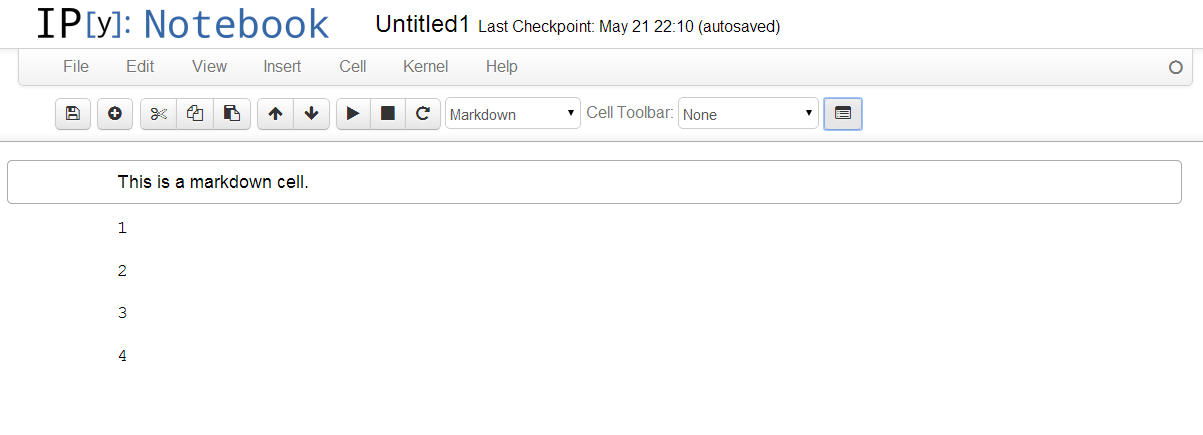 IP[y]: Notebook Untitled1 Last Checkpoint: May 21 22:10 (autosaved)
File Edit View Insert Cell Kernel Help
Markdown Cell Toolbar: None
This is a markdown cell.
1
2
3
4